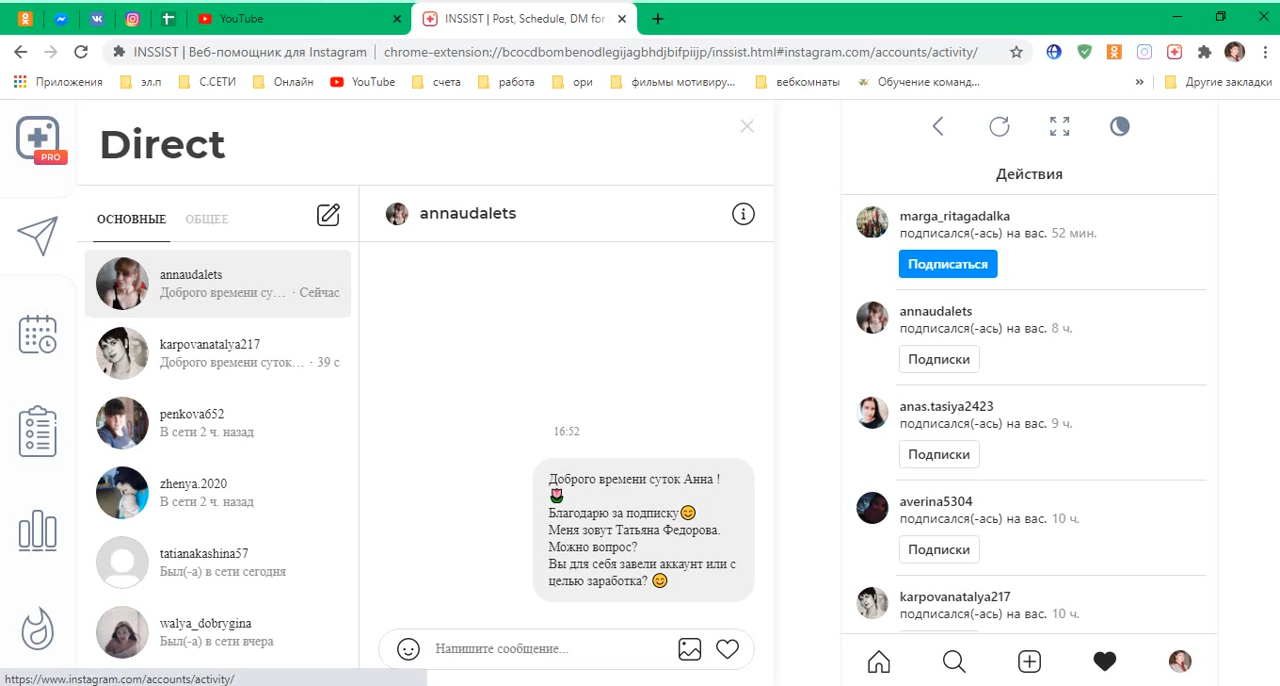 YouTube
INSSIST | Post, Schedule, DM for
INSSIST | Веб-помощник для Instagram
chrome-extension://bcocdbombenodlegijagbhdjbifpiijp/inssist.html#instagram.com/accounts/activity/
Приложения
эл.п
С.СЕТИ
Онлайн
YouTube
счета
работа
ори
фильмы мотивиру...
вебкомнаты
Обучение команд...
»
Другие закладки
PRO
Direct
ОСНОВНЫЕ
ОБЩЕЕ
annaudalets
Доброго времени су... · Сейчас
karpovanatalya217
Доброго времени суток... · 39 с
penkova652
В сети 2 ч. назад
zhenya.2020
В сети 2 ч. назад
tatianakashina57
Был(-а) в сети сегодня
walya_dobrygina
Был(-а) в сети вчера
annaudalets
16:52
Доброго времени суток Анна !
🌷
Благодарю за подписку😊
Меня зовут Татьяна Федорова.
Можно вопрос?
Вы для себя завели аккаунт или с
целью заработка? 😊
Напишите сообщение...
Действия
marga_ritagadalka
подписался(-ась) на вас. 52 мин.
Подписаться
annaudalets
подписался(-ась) на вас. 8 ч.
Подписки
anas.tasiya2423
подписался(-ась) на вас. 9 ч.
Подписки
averina5304
подписался(-ась) на вас. 10 ч.
Подписки
karpovanatalya217
подписался(-ась) на вас. 10 ч.
https://www.instagram.com/accounts/activity/